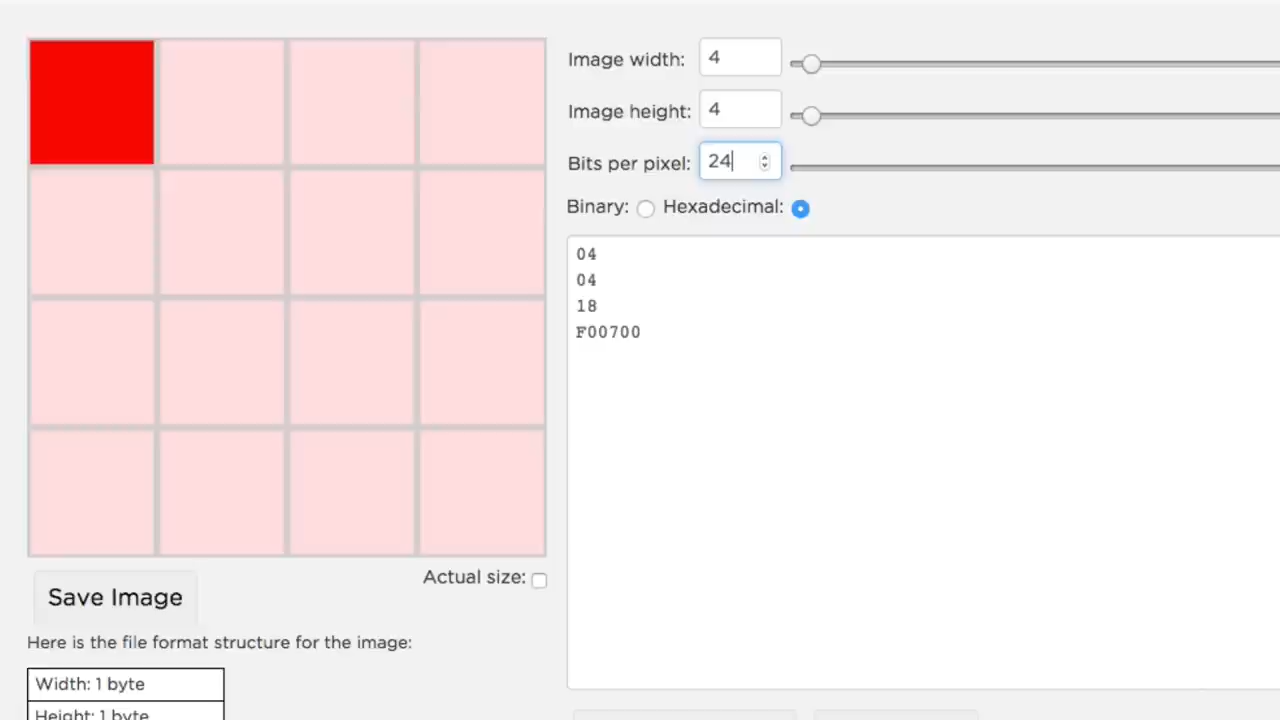 Image width: 4
Image height: 4
Bits per pixel: 24
Binary: Hexadecimal:
04
04
18
F00700
Actual size:
Save Image
Here is the file format structure for the image:
Width: 1 byte
Height: 1 byte